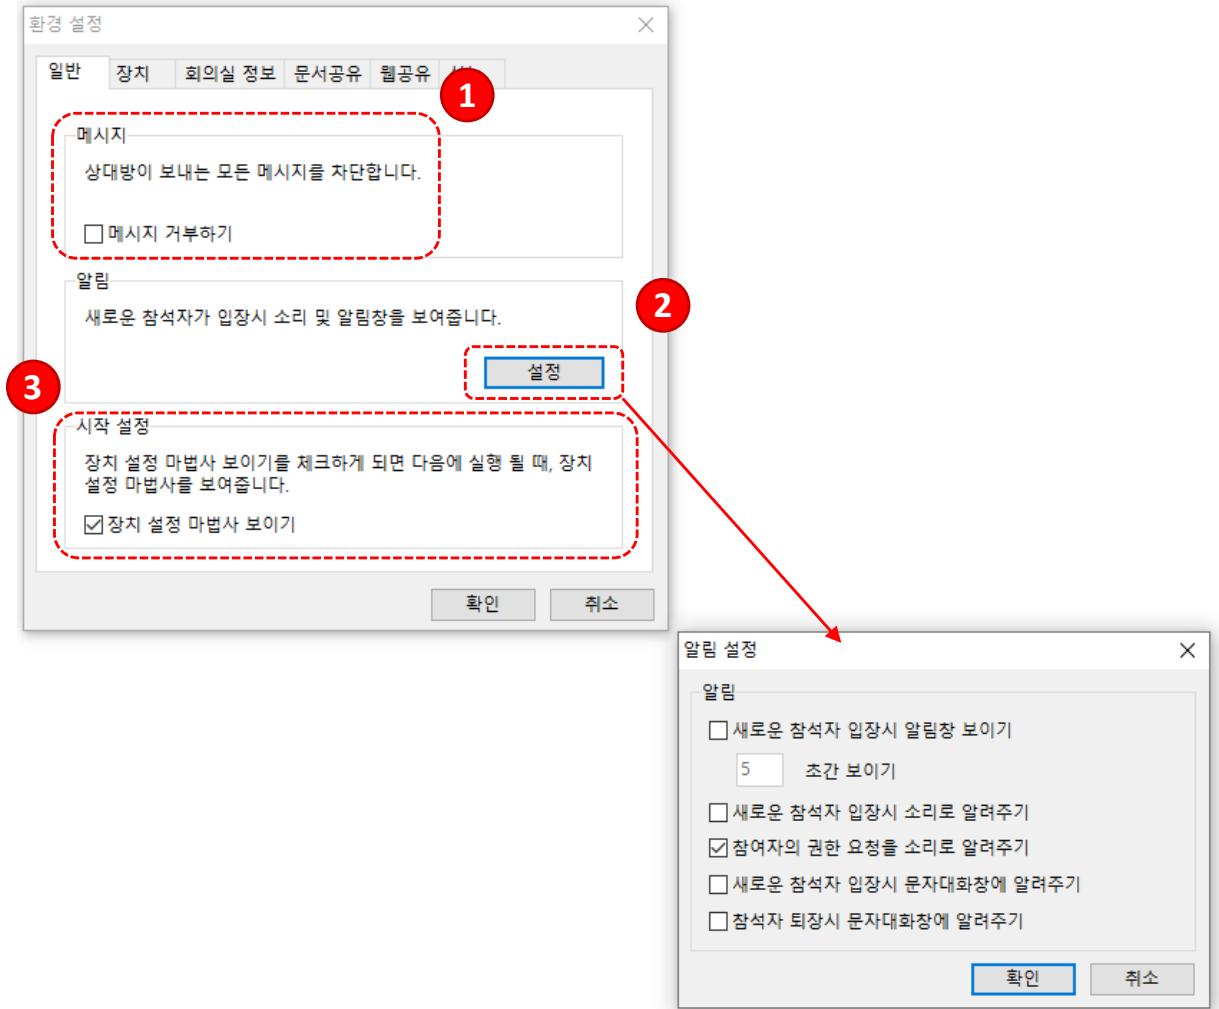 환경 설정
일반 장치 회의실 정보 문서공유 웹공유
1
메시지
상대방이 보내는 모든 메시지를 차단합니다.
메시지 거부하기
알림
2
새로운 참석자가 입장시 소리 및 알림창을 보여줍니다.
설정
3
시작 설정
장치 설정 마법사 보이기를 체크하게 되면 다음에 실행 될 때, 장치
설정 마법사를 보여줍니다.
장치 설정 마법사 보이기
확인 취소
알림 설정
알림
새로운 참석자 입장시 알림창 보이기
5 초간 보이기
새로운 참석자 입장시 소리로 알려주기
참여자의 권한 요청을 소리로 알려주기
새로운 참석자 입장시 문자대화창에 알려주기
참석자 퇴장시 문자대화창에 알려주기
확인 취소